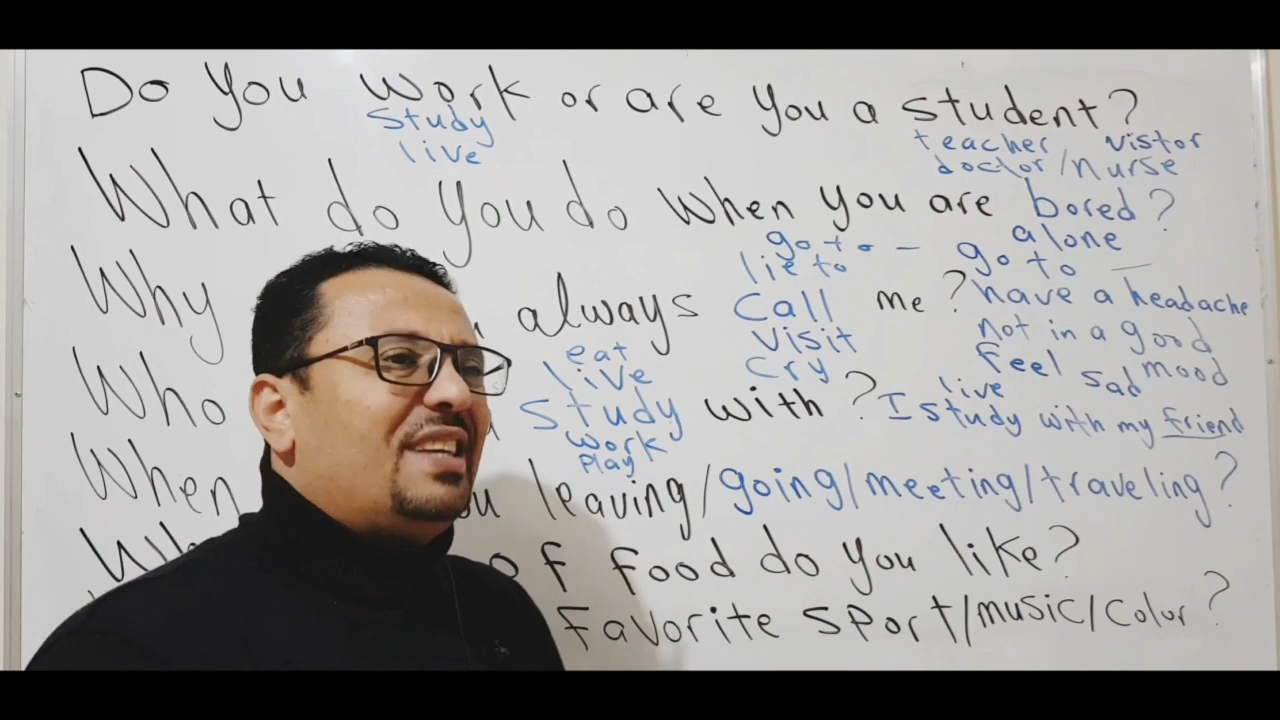 Do you work or are you a student?
study teacher vistor
live doctor/nurse
What do you do when you are bored?
go to - alone
lie to go to -
Why always call me? have a headache
visit not in a good
eat cry feel sad mood
live live
Who study with? I study with my friend
work
play
When leaving/going/meeting/traveling?
of food do you like?
Favorite sport/music/color?